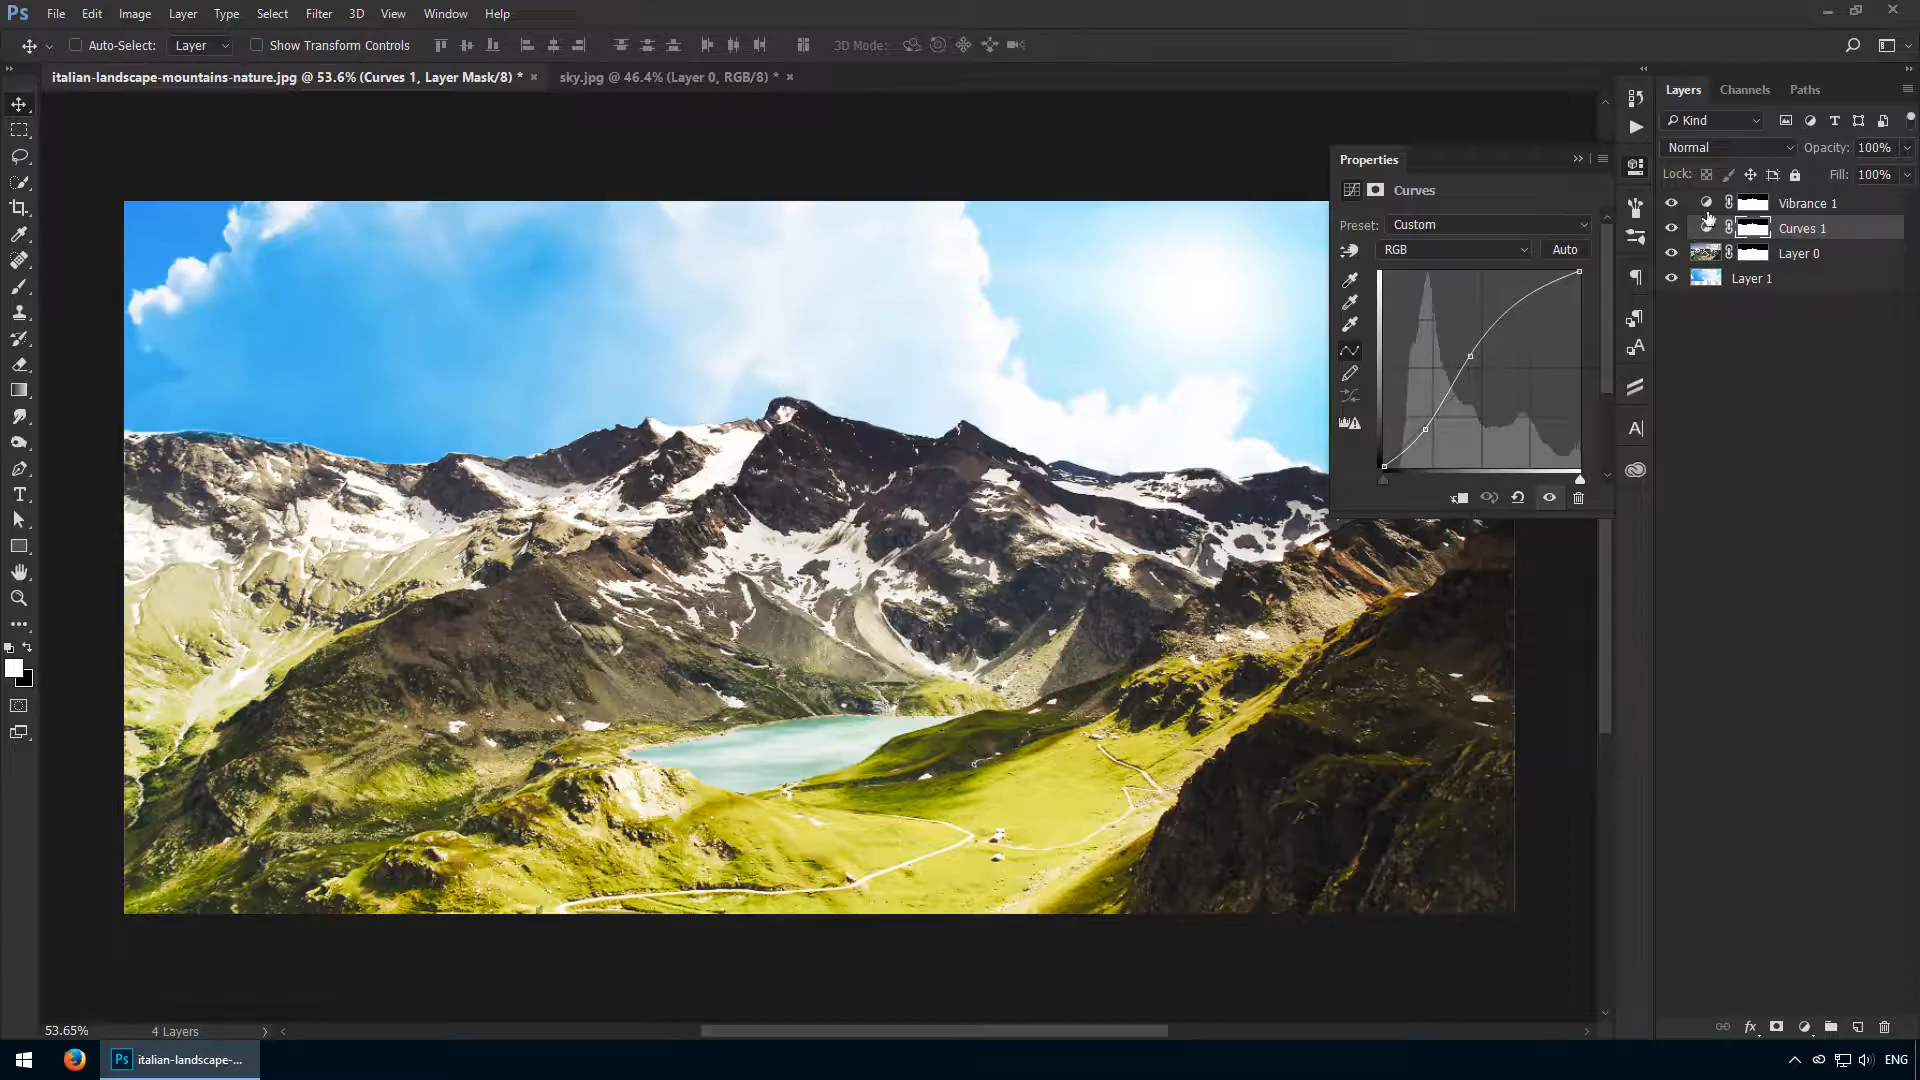 Ps File Edit Image Layer Type Select Filter 3D View Window Help
Auto-Select: Layer Show Transform Controls 3D Mode:
italian-landscape-mountains-nature.jpg @ 53.6% (Curves 1, Layer Mask/8) * × sky.jpg @ 46.4% (Layer 0, RGB/8) * ×
Layers Channels Paths
Kind
Normal Opacity: 100%
Lock: Fill: 100%
Vibrance 1
Curves 1
Layer 0
Layer 1
Properties
Curves
Preset: Custom
RGB Auto
53.65% 4 Layers
Ps italian-landscape-... ENG